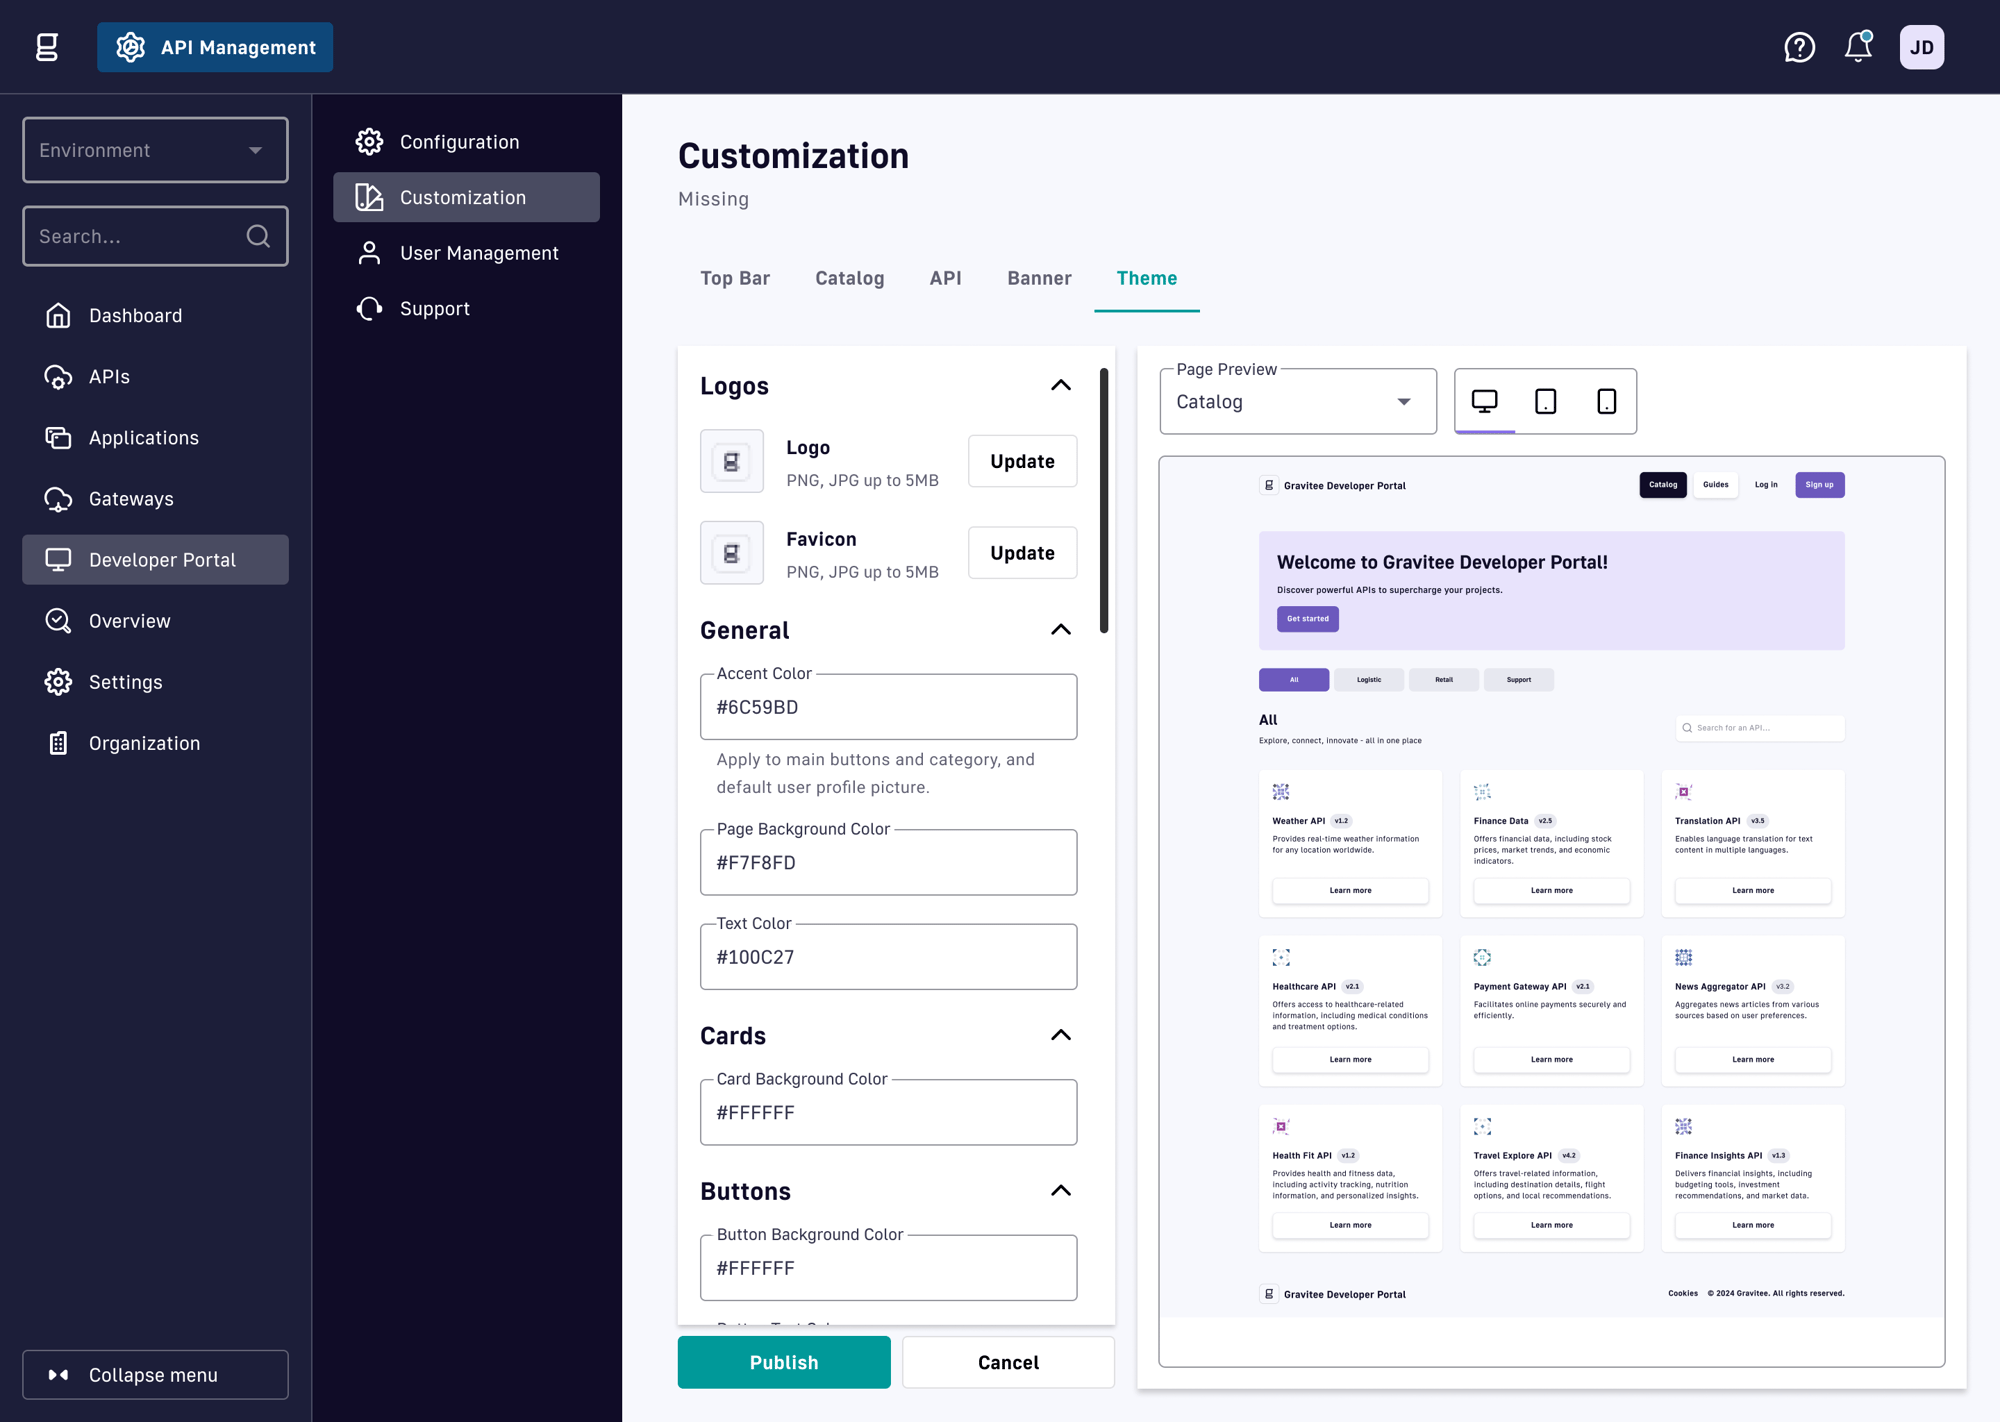 API Management
JD
Environment
Search...
Dashboard
APIs
Applications
Gateways
Developer Portal
Overview
Settings
Organization
Collapse menu
Configuration
Customization
User Management
Support
Customization
Missing
Top Bar
Catalog
API
Banner
Theme
Logos
Logo
PNG, JPG up to 5MB
Update
Favicon
PNG, JPG up to 5MB
Update
General
Accent Color
#6C59BD
Apply to main buttons and category, and
default user profile picture.
Page Background Color
#F7F8FD
Text Color
#100C27
Cards
Card Background Color
#FFFFFF
Buttons
Button Background Color
#FFFFFF
Publish
Cancel
Page Preview
Catalog
Gravitee Developer Portal
Catalog
Guides
Log in
Sign up
Welcome to Gravitee Developer Portal!
Discover powerful APIs to supercharge your projects.
Get started
All
Logistic
Retail
Support
All
Explore, connect, innovate - all in one place
Search for an API...
Weather API v1.2
Provides real-time weather information
for any location worldwide.
Learn more
Finance Data v2.5
Offers financial data, including stock
prices, market trends, and economic
indicators.
Learn more
Translation API v3.5
Enables language translation for text
content in multiple languages.
Learn more
Healthcare API v2.1
Offers access to healthcare-related
information, including medical conditions
and treatment options.
Learn more
Payment Gateway API v2.1
Facilitates online payments securely and
efficiently.
Learn more
News Aggregator API v3.2
Aggregates news articles from various
sources based on user preferences.
Learn more
Health Fit API v1.2
Provides health and fitness data,
including activity tracking, nutrition
information, and personalized insights.
Learn more
Travel Explore API v4.2
Offers travel-related information,
including destination details, flight
options, and local recommendations.
Learn more
Finance Insights API v1.3
Delivers financial insights, including
budgeting tools, investment
recommendations, and market data.
Learn more
Gravitee Developer Portal
Cookies
© 2024 Gravitee. All rights reserved.